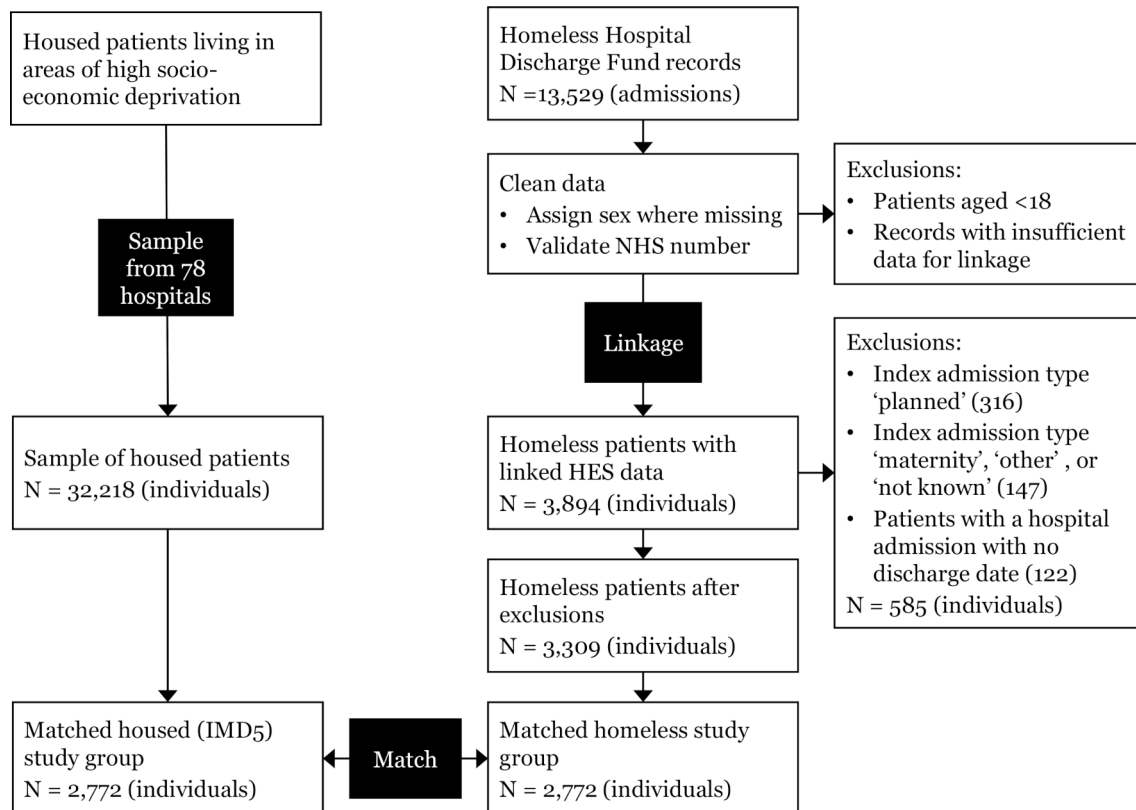 Housed patients living in
areas of high socio-
economic deprivation
Sample
from 78
hospitals
Sample of housed patients
N = 32,218 (individuals)
Matched housed (IMD5)
study group
N = 2,772 (individuals)
Match
Homeless Hospital
Discharge Fund records
N =13,529 (admissions)
Clean data
• Assign sex where missing
• Validate NHS number
Exclusions:
• Patients aged <18
• Records with insufficient
data for linkage
Linkage
Homeless patients with
linked HES data
N = 3,894 (individuals)
Exclusions:
• Index admission type
‘planned’ (316)
• Index admission type
‘maternity’, ‘other’ , or
‘not known’ (147)
• Patients with a hospital
admission with no
discharge date (122)
N = 585 (individuals)
Homeless patients after
exclusions
N = 3,309 (individuals)
Matched homeless study
group
N = 2,772 (individuals)